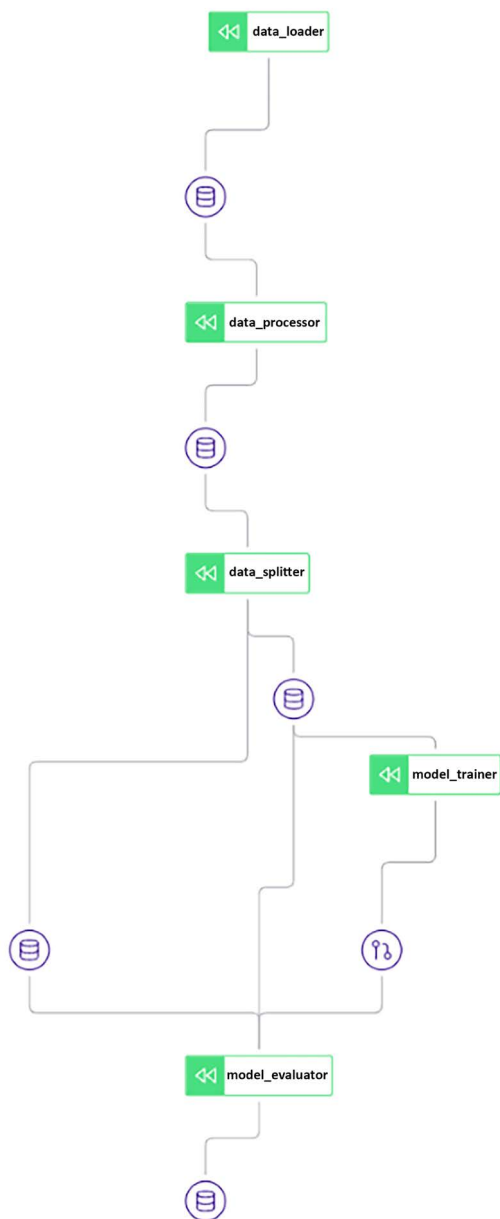 data_loader
data_processor
data_splitter
model_trainer
model_evaluator